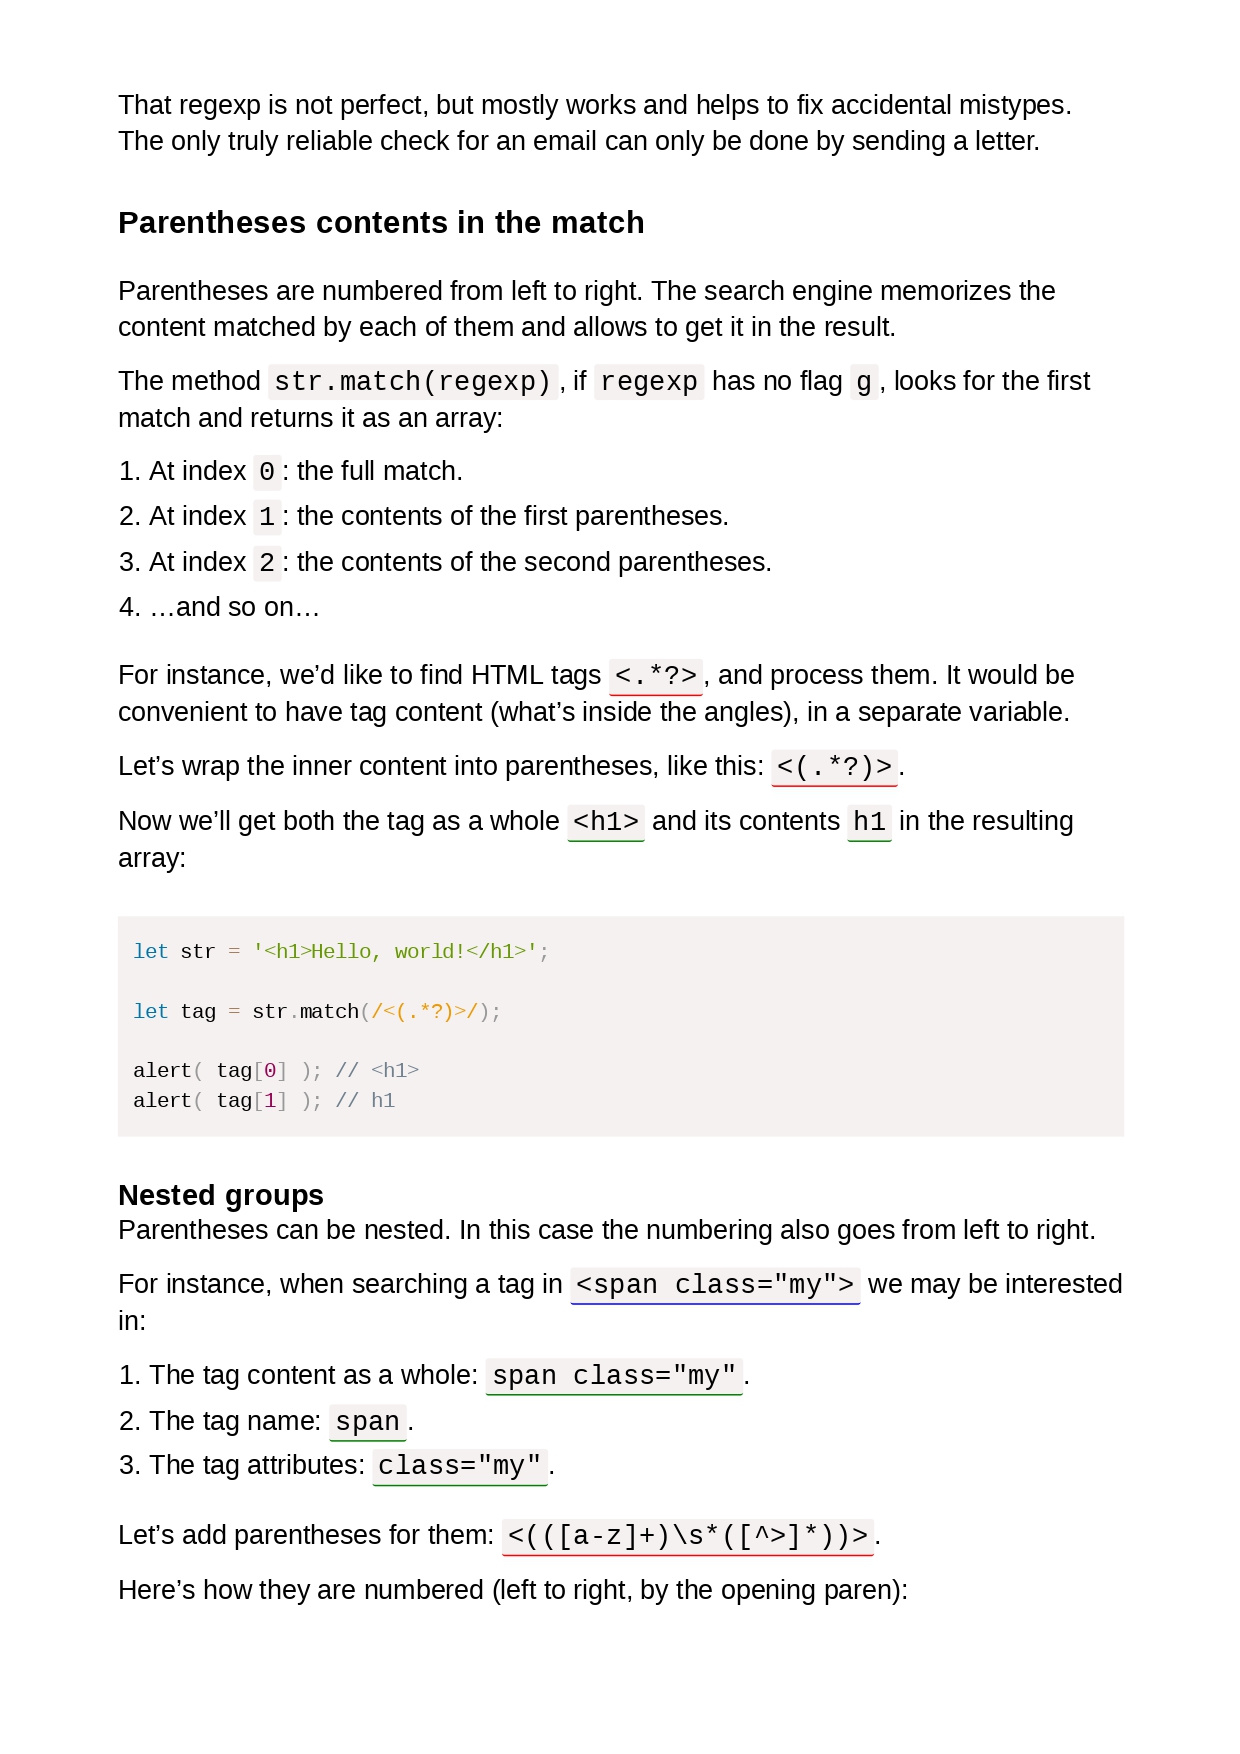 That regexp is not perfect, but mostly works and helps to fix accidental mistypes.
The only truly reliable check for an email can only be done by sending a letter.
Parentheses contents in the match
Parentheses are numbered from left to right. The search engine memorizes the
content matched by each of them and allows to get it in the result.
The method str.match(regexp), if regexp has no flag g, looks for the first
match and returns it as an array:
1. At index 0: the full match.
2. At index 1: the contents of the first parentheses.
3. At index 2: the contents of the second parentheses.
4. …and so on…
For instance, we’d like to find HTML tags <.*?>, and process them. It would be
convenient to have tag content (what’s inside the angles), in a separate variable.
Let’s wrap the inner content into parentheses, like this: <(.*?)>.
Now we’ll get both the tag as a whole <h1> and its contents h1 in the resulting
array:
let str = '<h1>Hello, world!</h1>';
let tag = str.match(/<(.*?)>/);
alert( tag[0] ); // <h1>
alert( tag[1] ); // h1
Nested groups
Parentheses can be nested. In this case the numbering also goes from left to right.
For instance, when searching a tag in <span class="my"> we may be interested
in:
1. The tag content as a whole: span class="my".
2. The tag name: span.
3. The tag attributes: class="my".
Let’s add parentheses for them: <(([a-z]+)\s*([^>]*))>.
Here’s how they are numbered (left to right, by the opening paren):